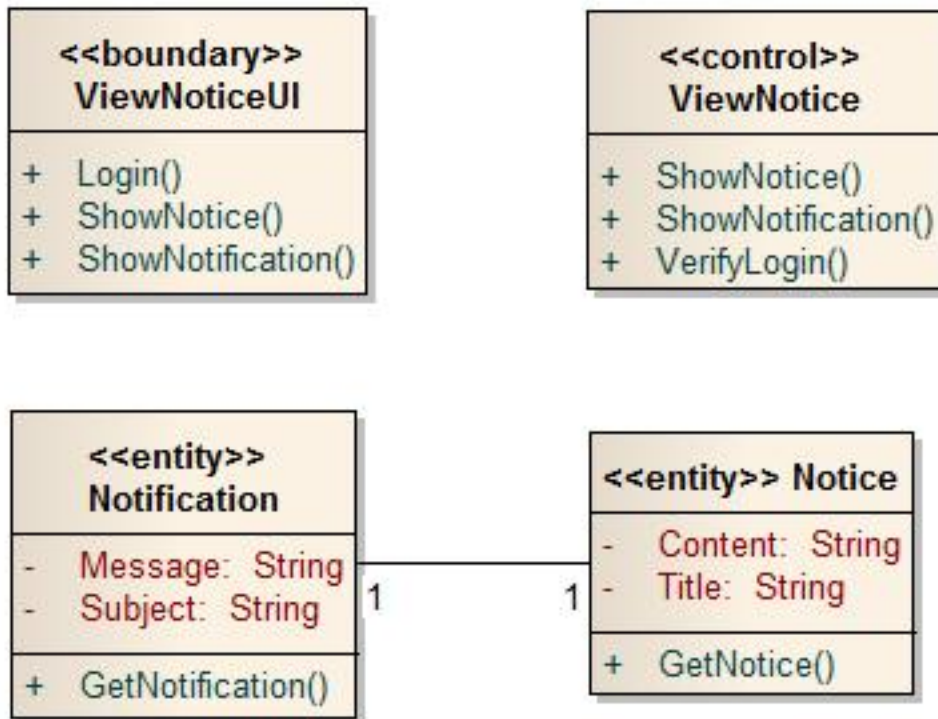 <<boundary>>
ViewNoticeUI
+ Login()
+ ShowNotice()
+ ShowNotification()
<<control>>
ViewNotice
+ ShowNotice()
+ ShowNotification()
+ VerifyLogin()
<<entity>>
Notification
- Message: String
- Subject: String
+ GetNotification()
1
1
<<entity>> Notice
- Content: String
- Title: String
+ GetNotice()